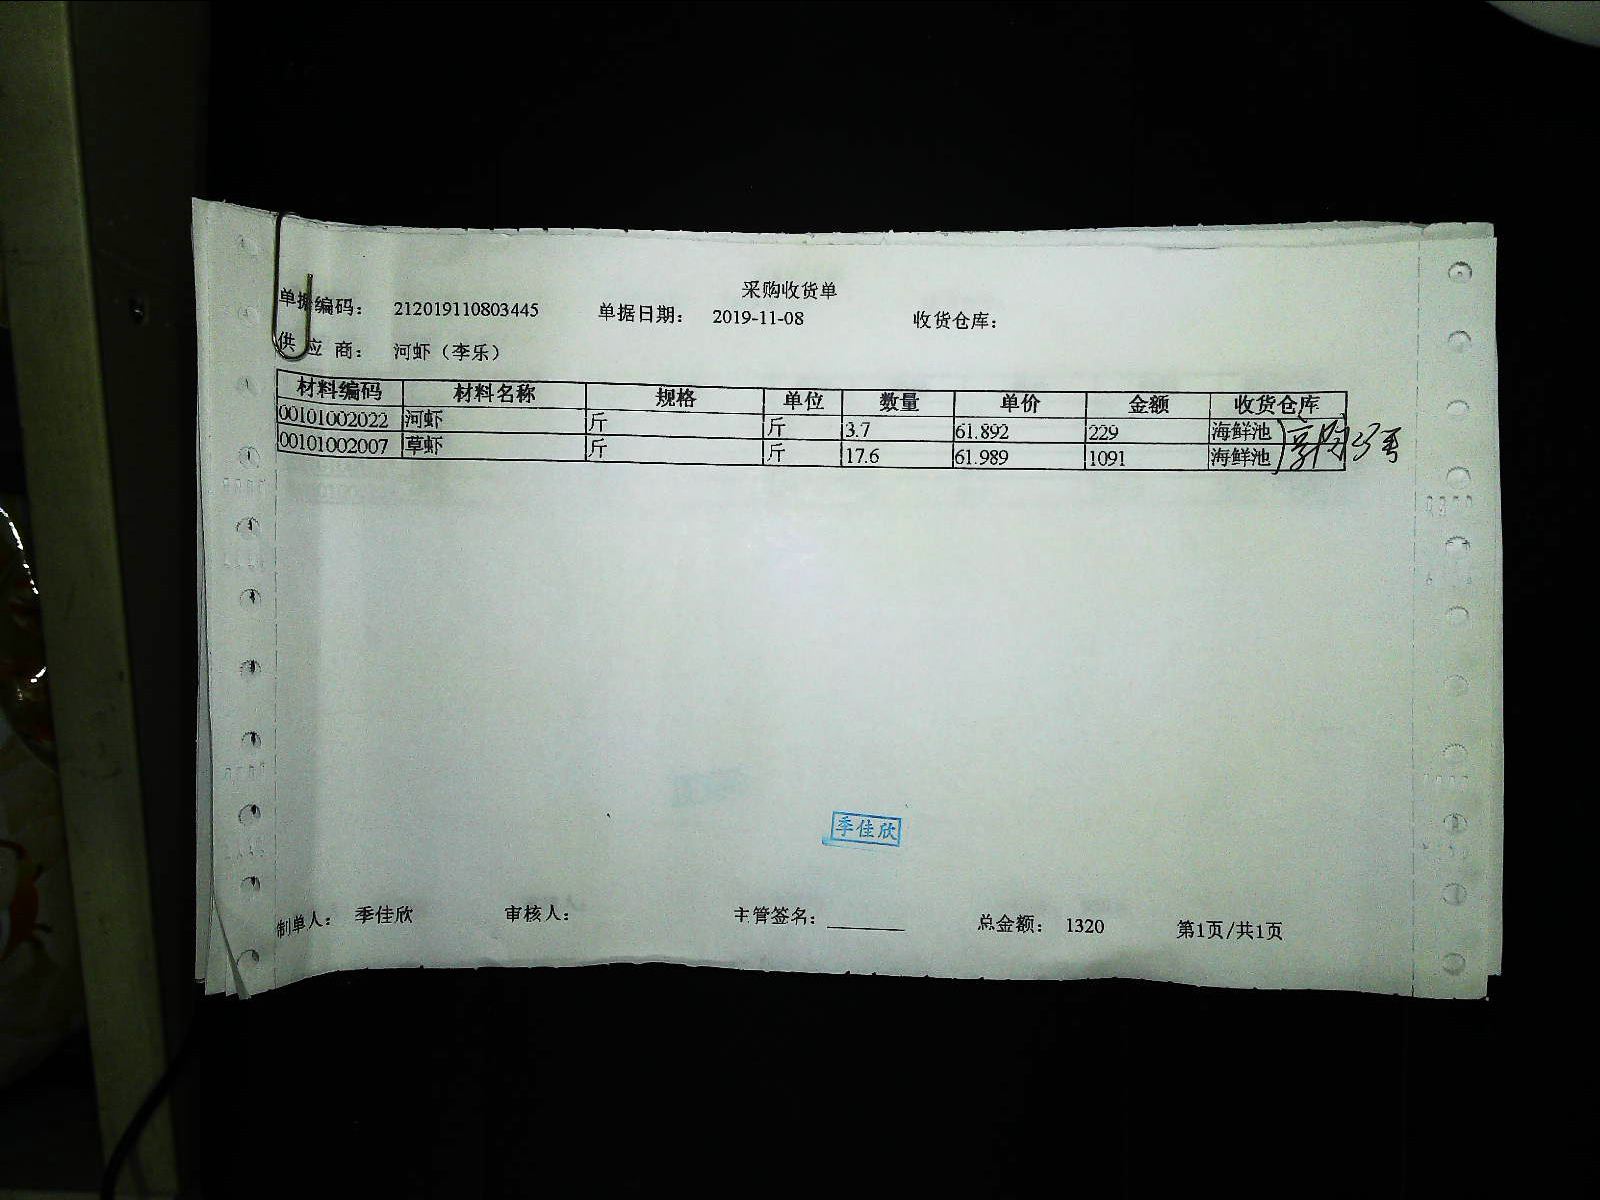 采购收货单
单据编码： 212019110803445 单据日期： 2019-11-08 收货仓库：
供 应 商： 河虾（李乐）
材料编码 材料名称 规格 单位 数量 单价 金额 收货仓库
00101002022 河虾 斤 斤 3.7 61.892 229 海鲜池
00101002007 草虾 斤 斤 17.6 61.989 1091 海鲜池
季佳欣
制单人： 季佳欣 审核人： 主管签名： 总金额： 1320 第1页/共1页